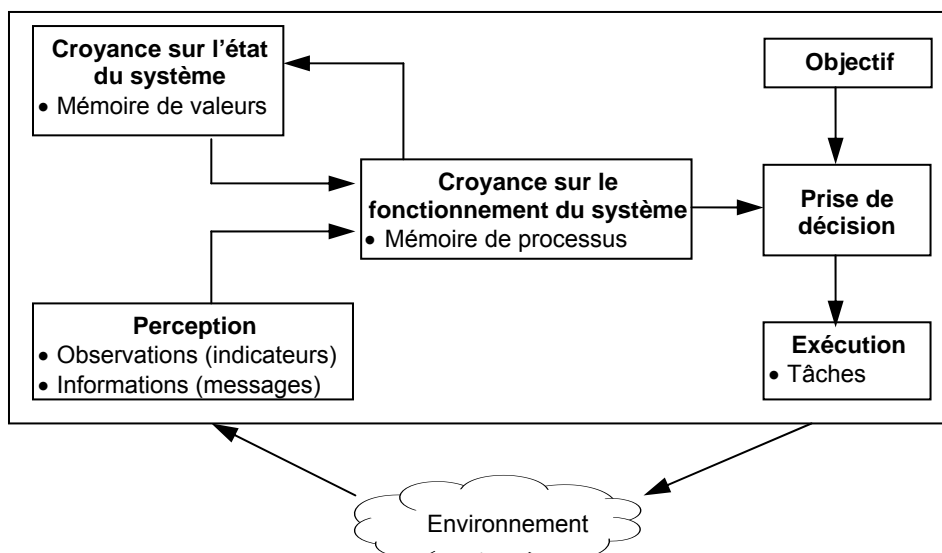 Croyance sur l'état
du système
• Mémoire de valeurs
Objectif
Croyance sur le
fonctionnement du système
• Mémoire de processus
Prise de
décision
Perception
• Observations (indicateurs)
• Informations (messages)
Exécution
• Tâches
Environnement